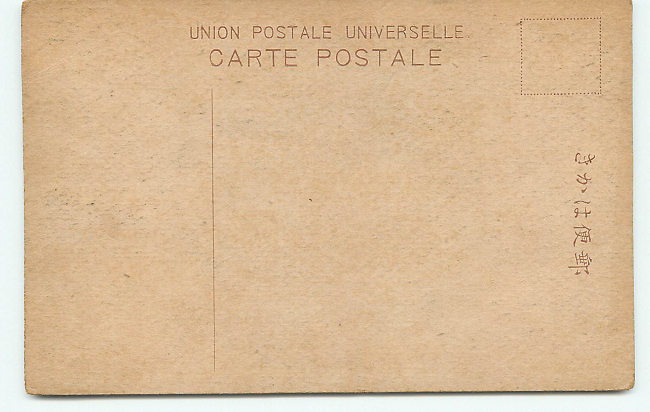 UNION POSTALE UNIVERSELLE.
CARTE POSTALE
きかは便郵